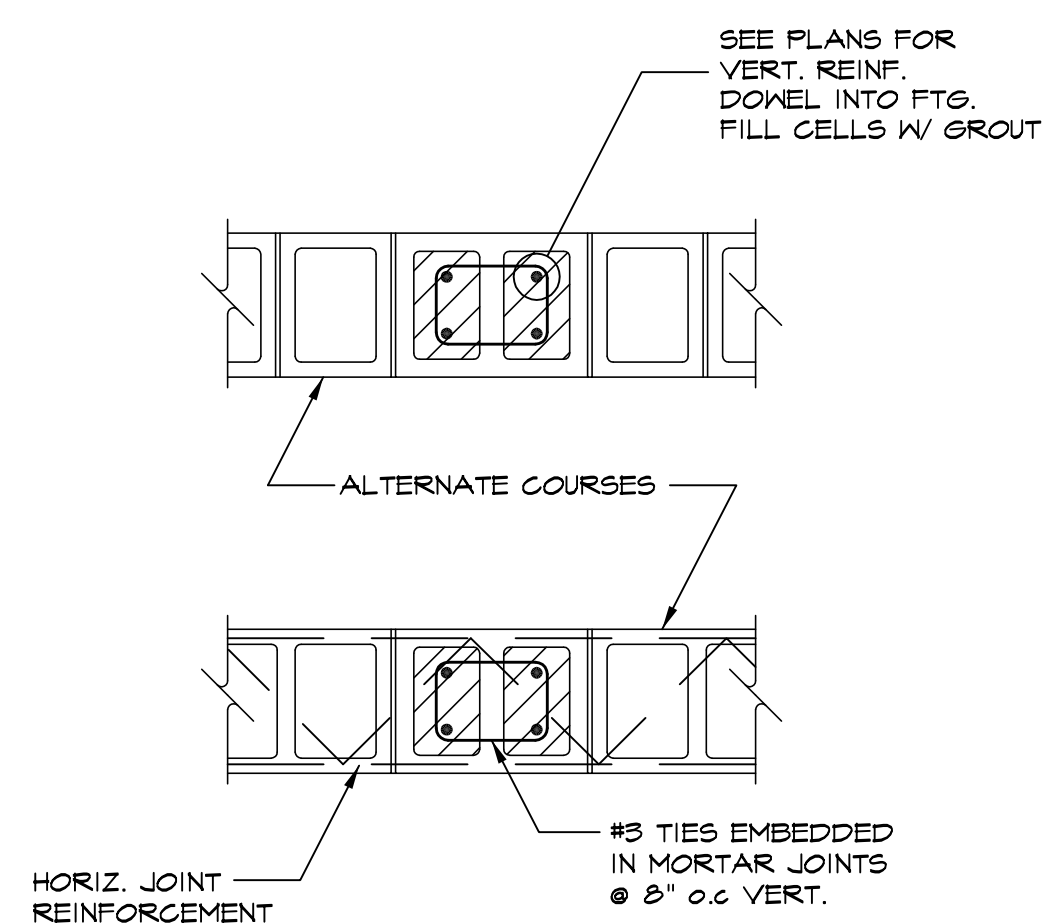 SEE PLANS FOR
VERT. REINF.
DOWEL INTO FTG.
FILL CELLS W/ GROUT
ALTERNATE COURSES
#3 TIES EMBEDDED
IN MORTAR JOINTS
@ 8" o.c VERT.
HORIZ. JOINT
REINFORCEMENT